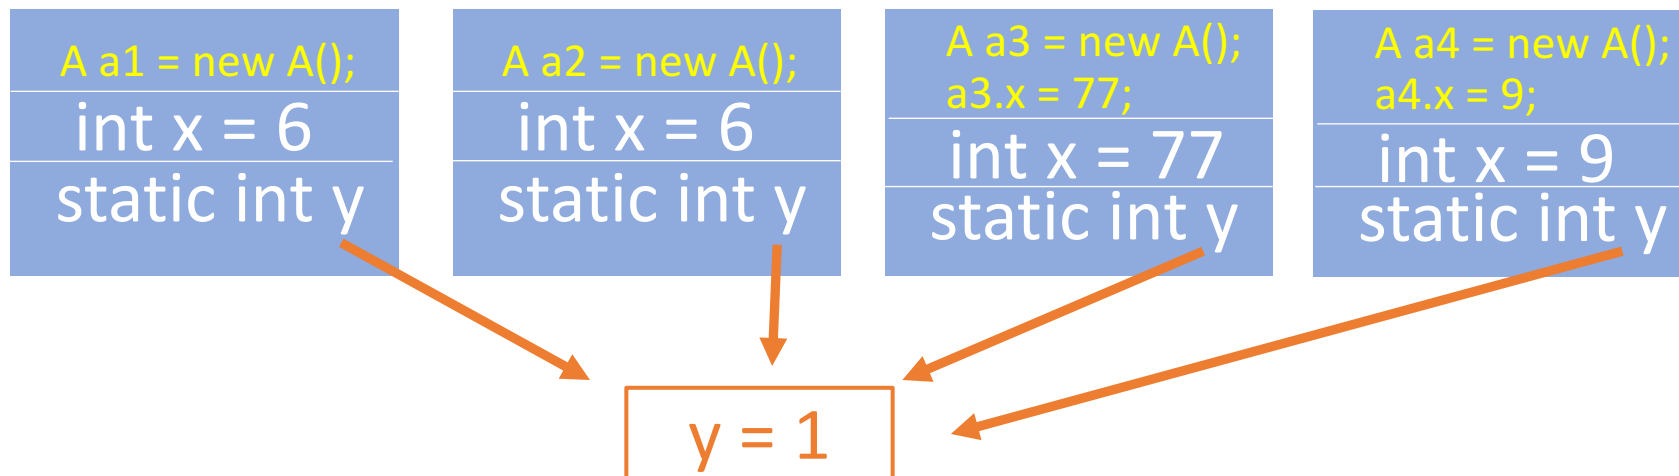 A a1 = new A();
int x = 6
static int y
A a2 = new A();
int x = 6
static int y
A a3 = new A();
a3.x = 77;
int x = 77
static int y
A a4 = new A();
a4.x = 9;
int x = 9
static int y
y = 1